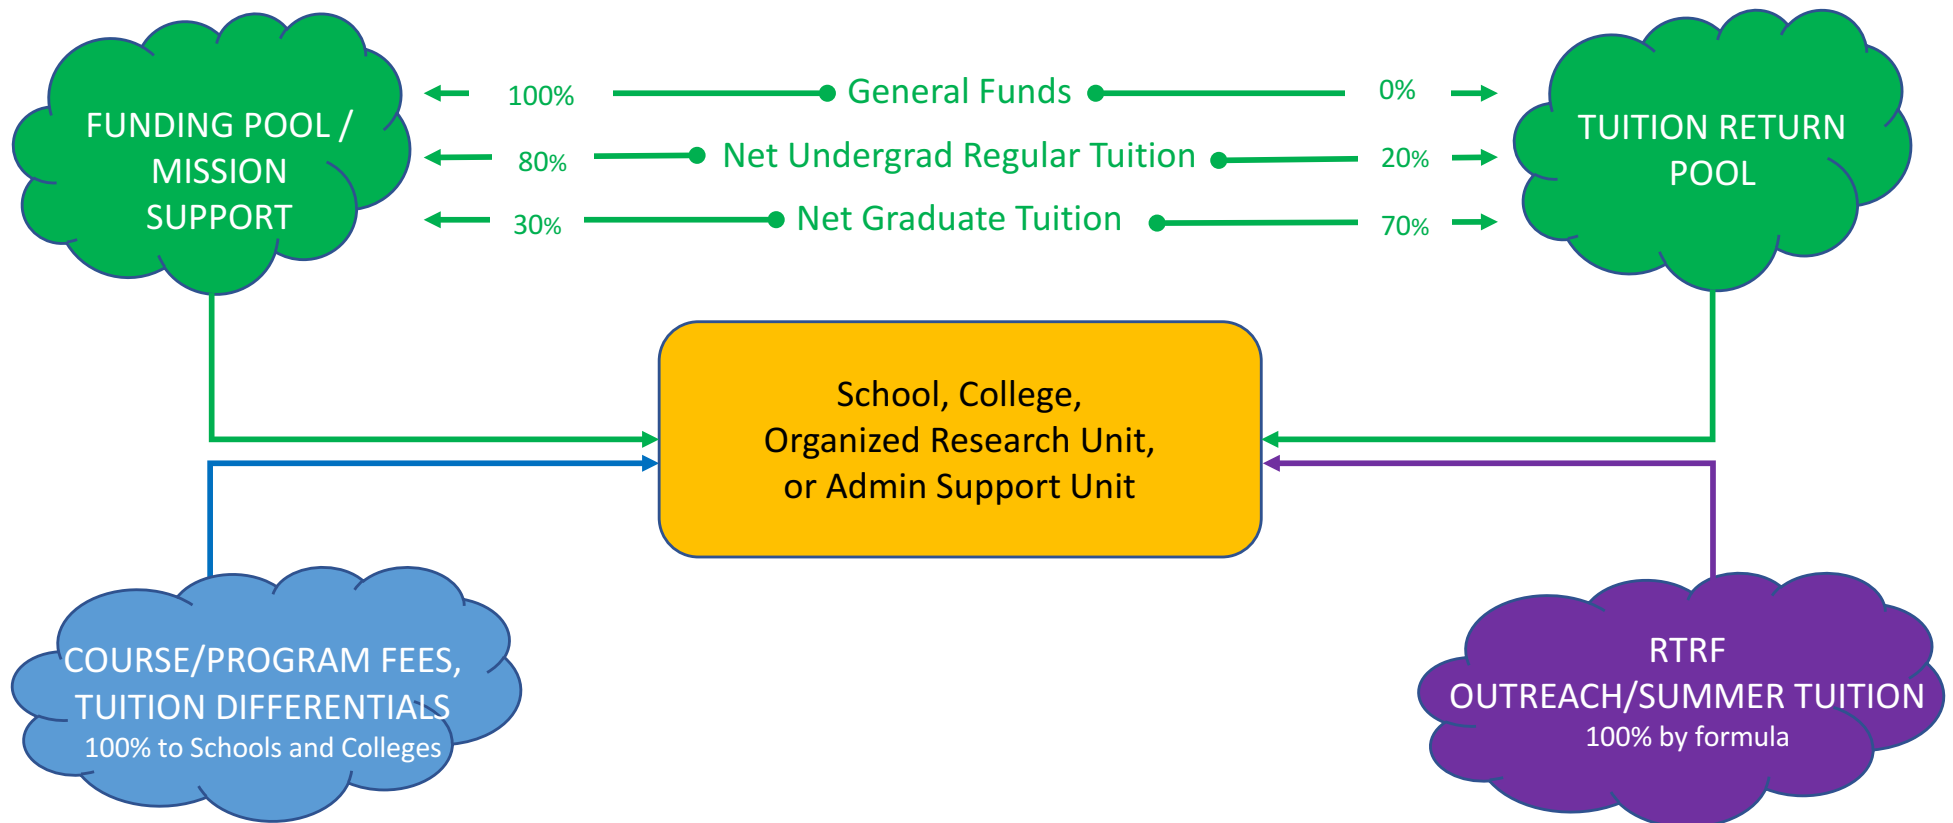 FUNDING POOL /
MISSION
SUPPORT
100% General Funds 0%
80% Net Undergrad Regular Tuition 20%
30% Net Graduate Tuition 70%
TUITION RETURN
POOL
School, College,
Organized Research Unit,
or Admin Support Unit
COURSE/PROGRAM FEES,
TUITION DIFFERENTIALS
100% to Schools and Colleges
RTRF
OUTREACH/SUMMER TUITION
100% by formula